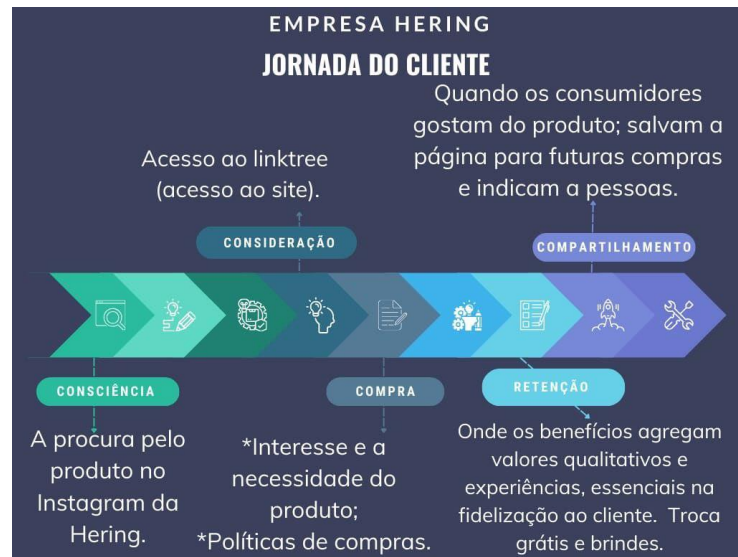 EMPRESA HERING
JORNADA DO CLIENTE
Quando os consumidores
gostam do produto; salvam a
página para futuras compras
e indicam a pessoas.
Acesso ao linktree
(acesso ao site).
CONSIDERAÇÃO
COMPARTILHAMENTO
CONSCIÊNCIA
COMPRA
RETENÇÃO
A procura pelo
produto no
Instagram da
Hering.
*Interesse e a
necessidade do
produto;
*Políticas de compras.
Onde os benefícios agregam
valores qualitativos e
experiências, essenciais na
fidelização ao cliente. Troca
grátis e brindes.